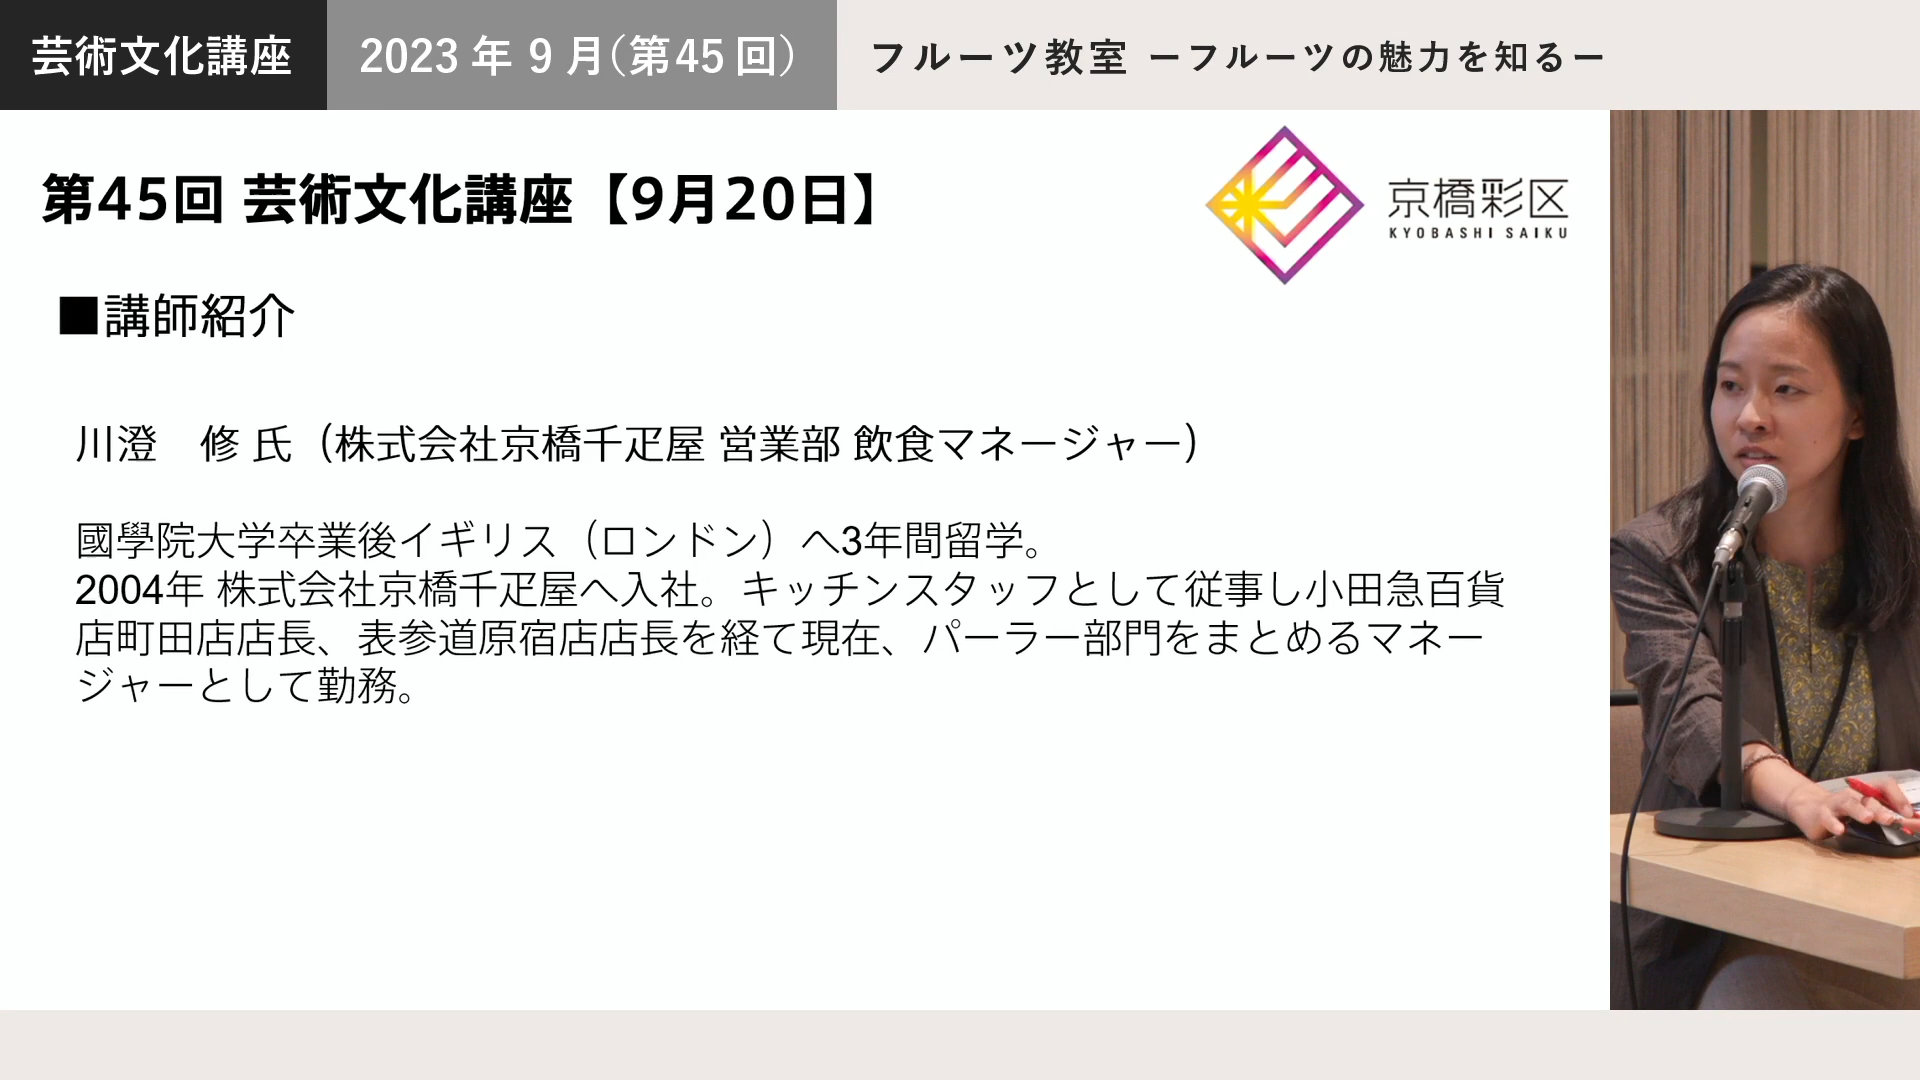 芸術文化講座
2023年9月(第45回)
フルーツ教室 ーフルーツの魅力を知るー
第45回 芸術文化講座【9月20日】
京橋彩区
KYOBASHI SAIKU
■講師紹介
川澄　修 氏（株式会社京橋千疋屋 営業部 飲食マネージャー）
國學院大学卒業後イギリス（ロンドン）へ3年間留学。
2004年 株式会社京橋千疋屋へ入社。キッチンスタッフとして従事し小田急百貨
店町田店店長、表参道原宿店店長を経て現在、パーラー部門をまとめるマネー
ジャーとして勤務。